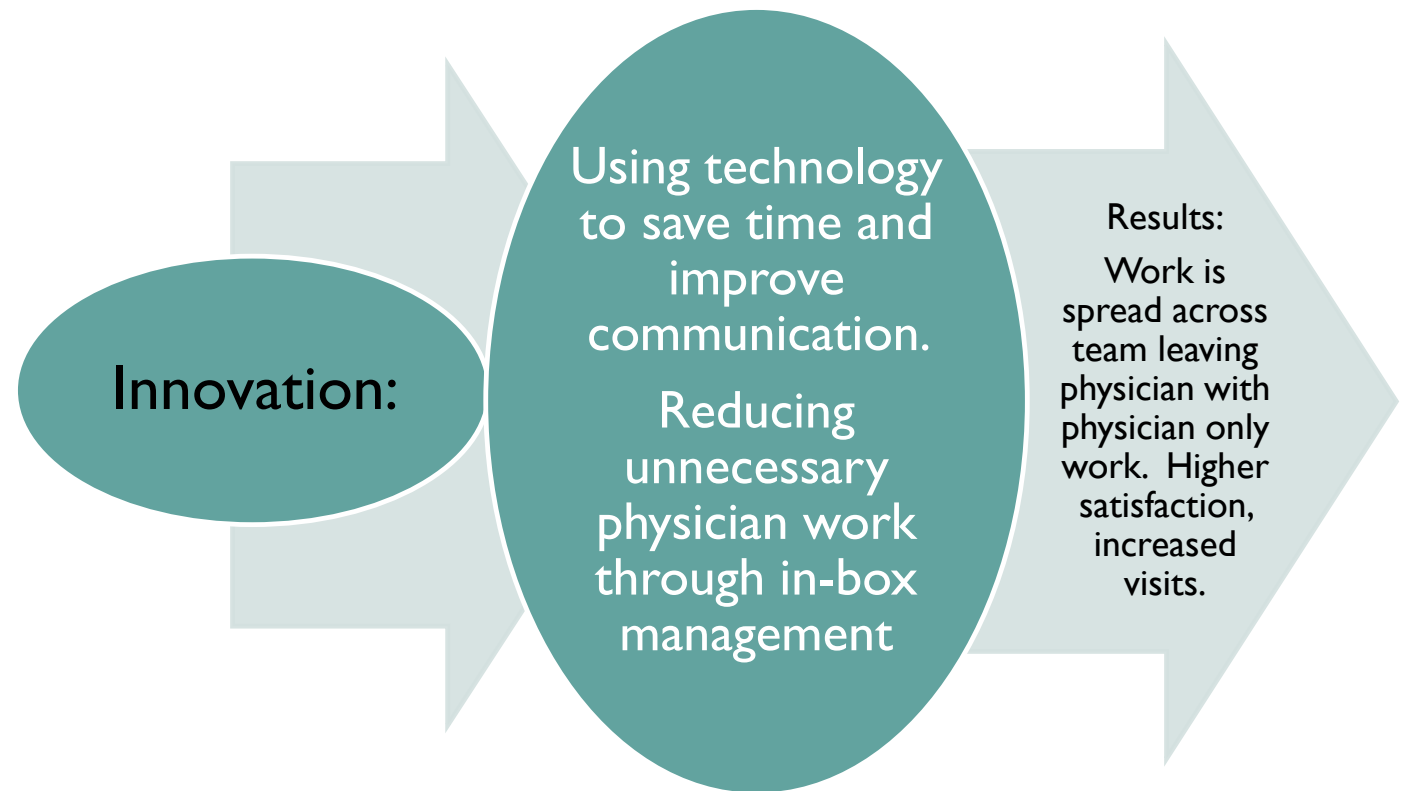 Innovation:
Using technology
to save time and
improve
communication.
Reducing
unnecessary
physician work
through in-box
management
Results:
Work is
spread across
team leaving
physician with
physician only
work.  Higher
satisfaction,
increased
visits.